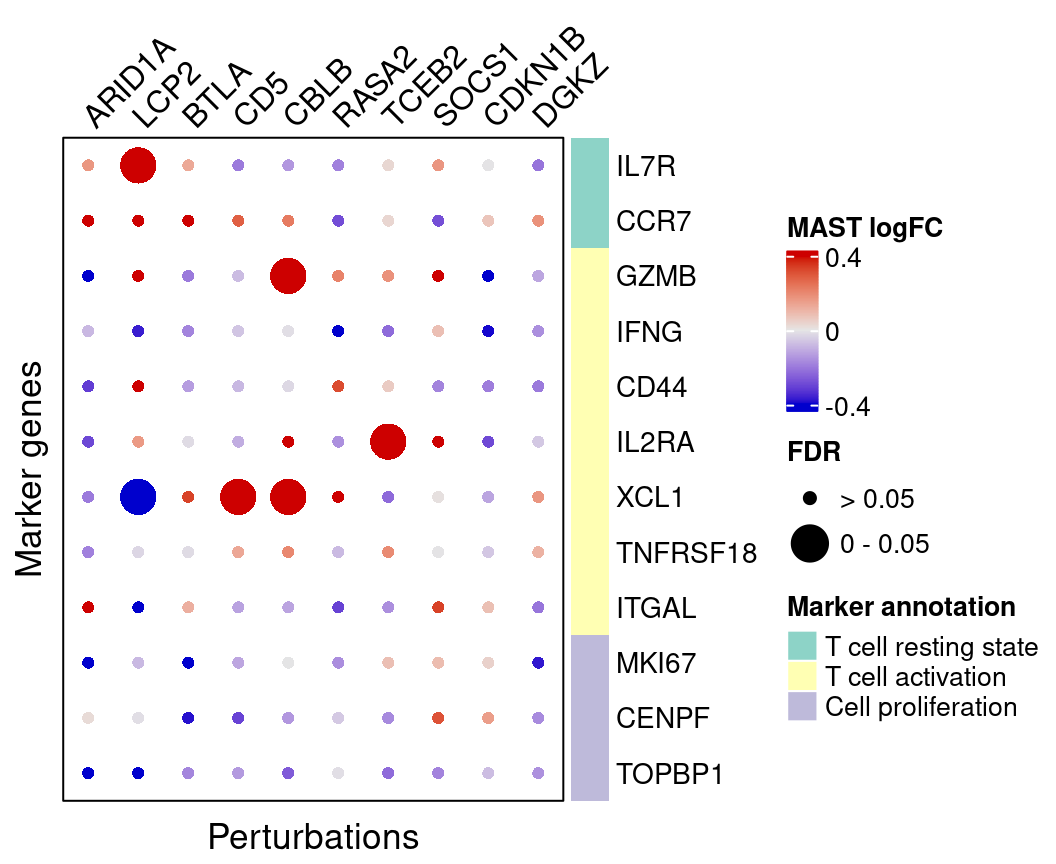 ARID1A
LCP2
BTLA
CD5
CBLB
RASA2
TCEB2
SOCS1
CDKN1B
DGKZ
Marker genes
IL7R
CCR7
GZMB
IFNG
CD44
IL2RA
XCL1
TNFRSF18
ITGAL
MKI67
CENPF
TOPBP1
Perturbations
MAST logFC
0.4
0
-0.4
FDR
> 0.05
0 - 0.05
Marker annotation
T cell resting state
T cell activation
Cell proliferation